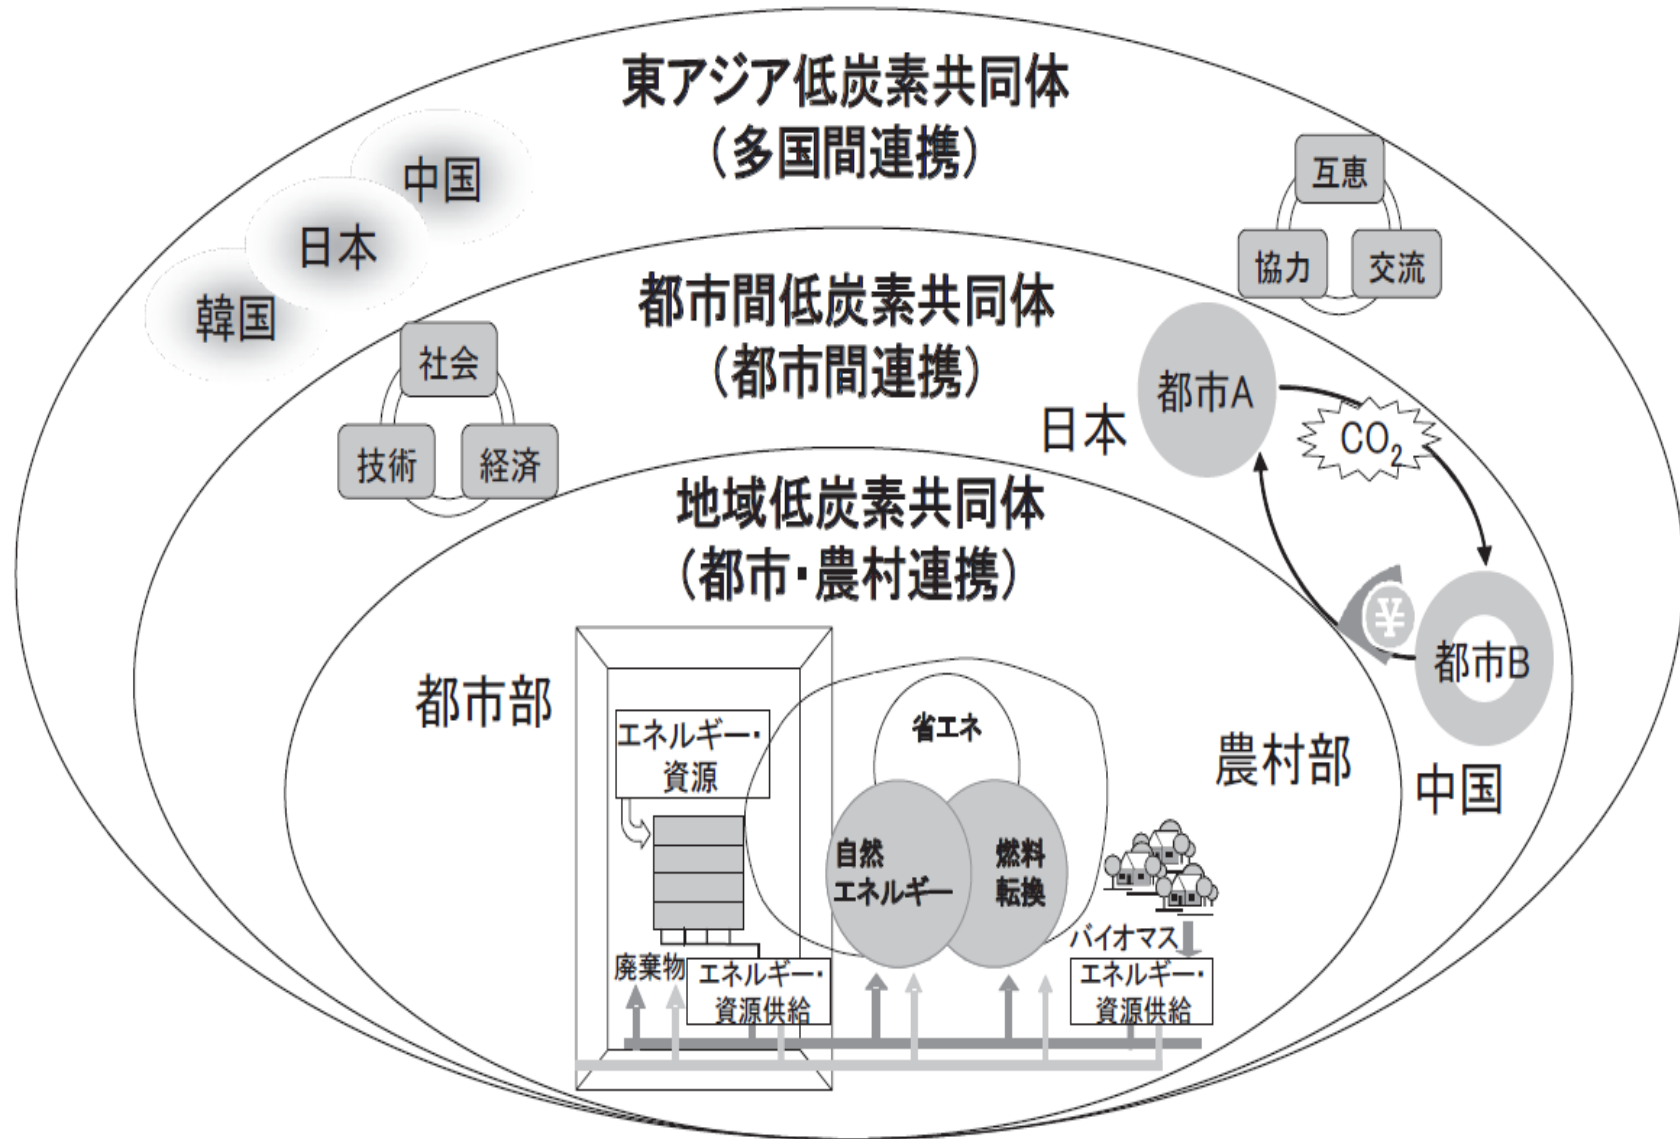 東アジア低炭素共同体
(多国間連携)
中国
日本
韓国
互恵
協力
交流
都市間低炭素共同体
(都市間連携)
社会
技術
経済
都市A
日本
CO₂
¥
都市B
中国
地域低炭素共同体
(都市・農村連携)
都市部
農村部
エネルギー・
資源
省エネ
自然
エネルギー
燃料
転換
廃棄物
エネルギー・
資源供給
バイオマス
エネルギー・
資源供給